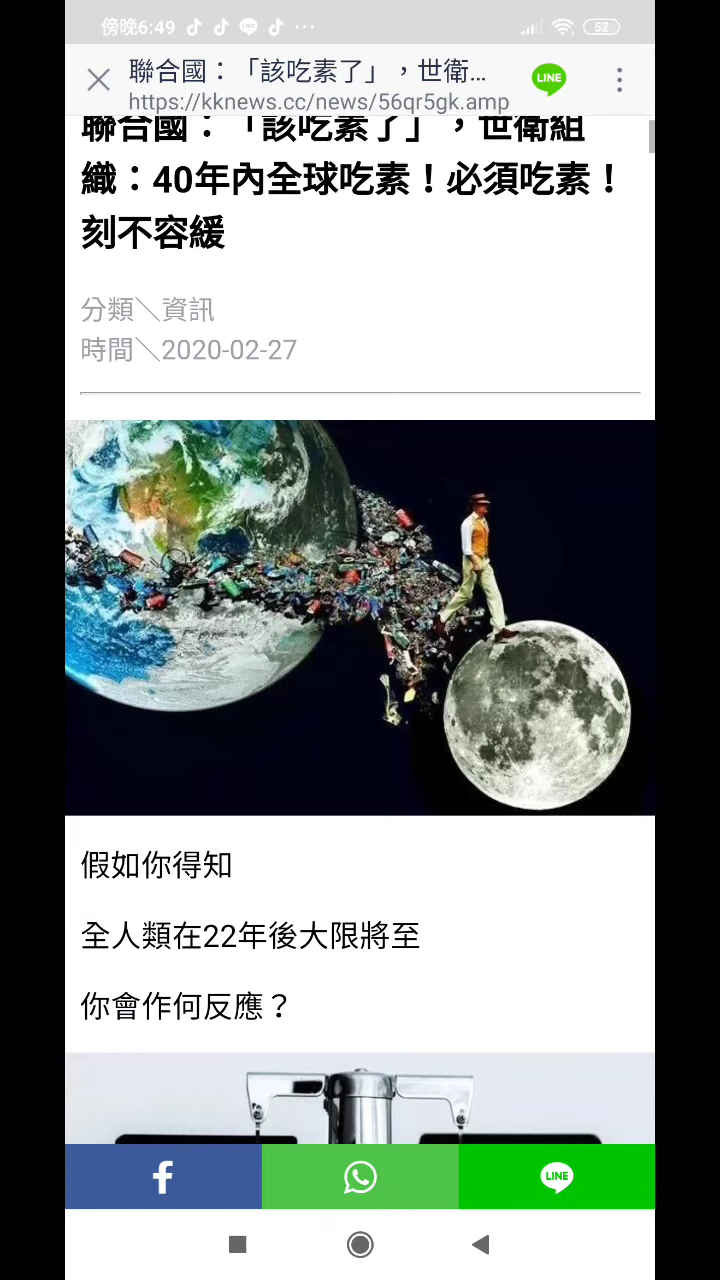 傍晚6:49
52
聯合國：「該吃素了」，世衛...
https://kknews.cc/news/56qr5gk.amp
LINE
聯合國：「該吃素了」，世衛組
織：40年內全球吃素！必須吃素！
刻不容緩
分類＼資訊
時間＼2020-02-27
假如你得知
全人類在22年後大限將至
你會作何反應？
LINE